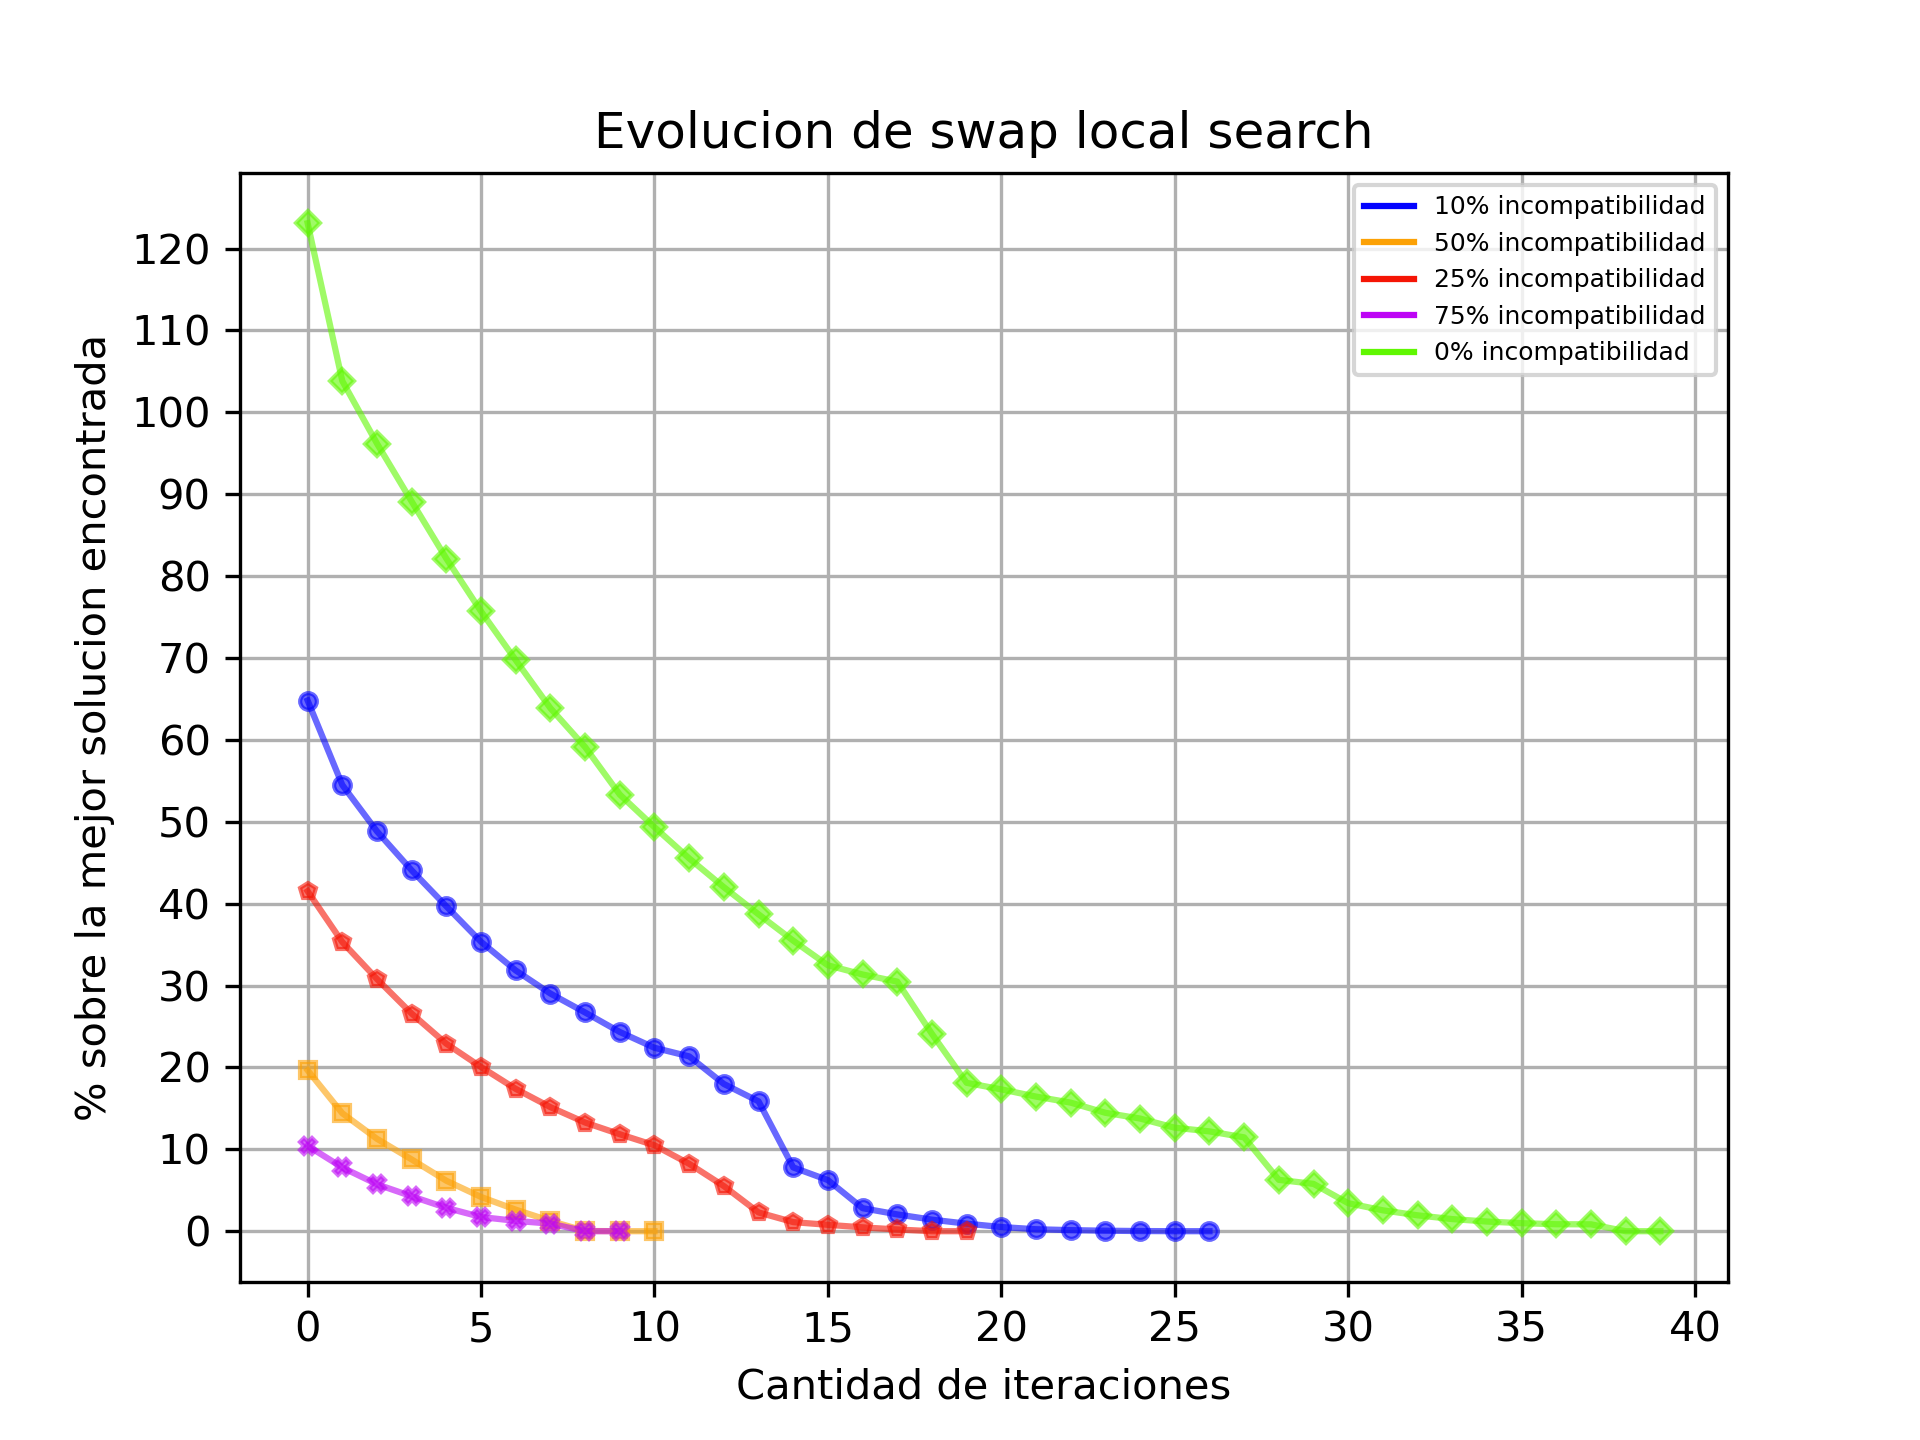 Evolucion de swap local search
10% incompatibilidad
50% incompatibilidad
25% incompatibilidad
75% incompatibilidad
0% incompatibilidad
% sobre la mejor solucion encontrada
120
110
100
90
80
70
60
50
40
30
20
10
0
0 5 10 15 20 25 30 35 40
Cantidad de iteraciones